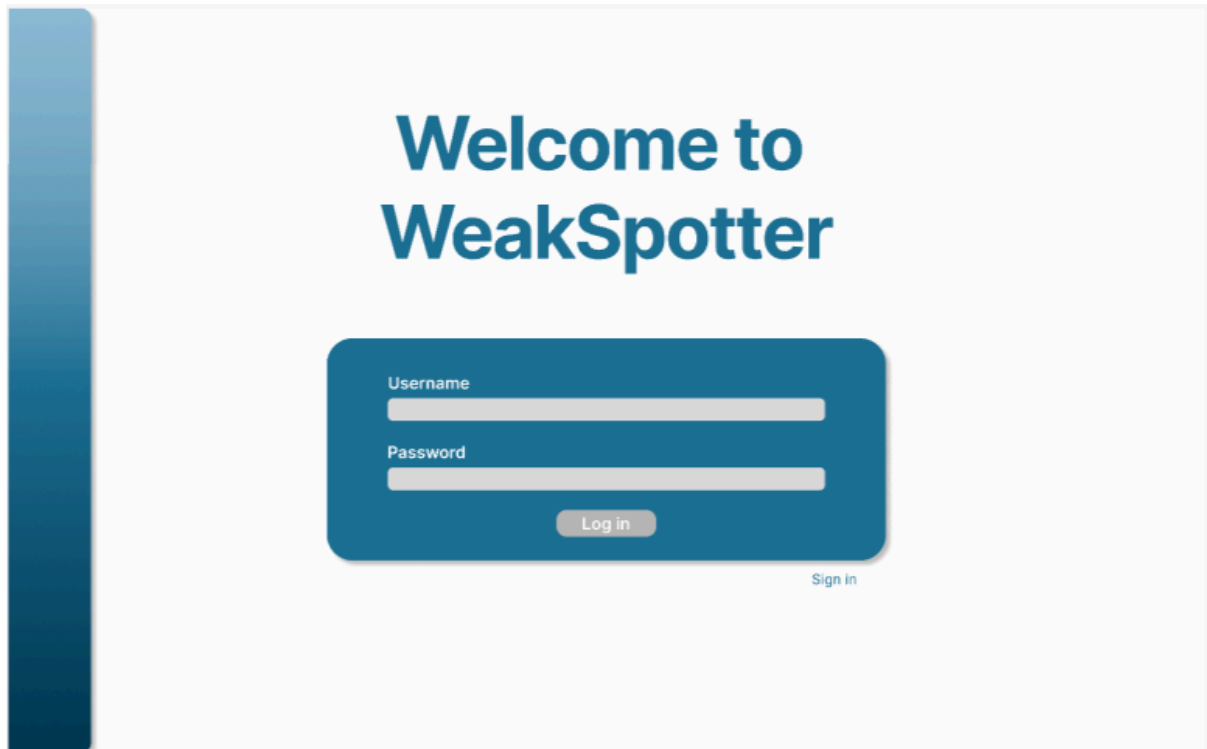 Welcome to
WeakSpotter
Username
Password
Log in
Sign in